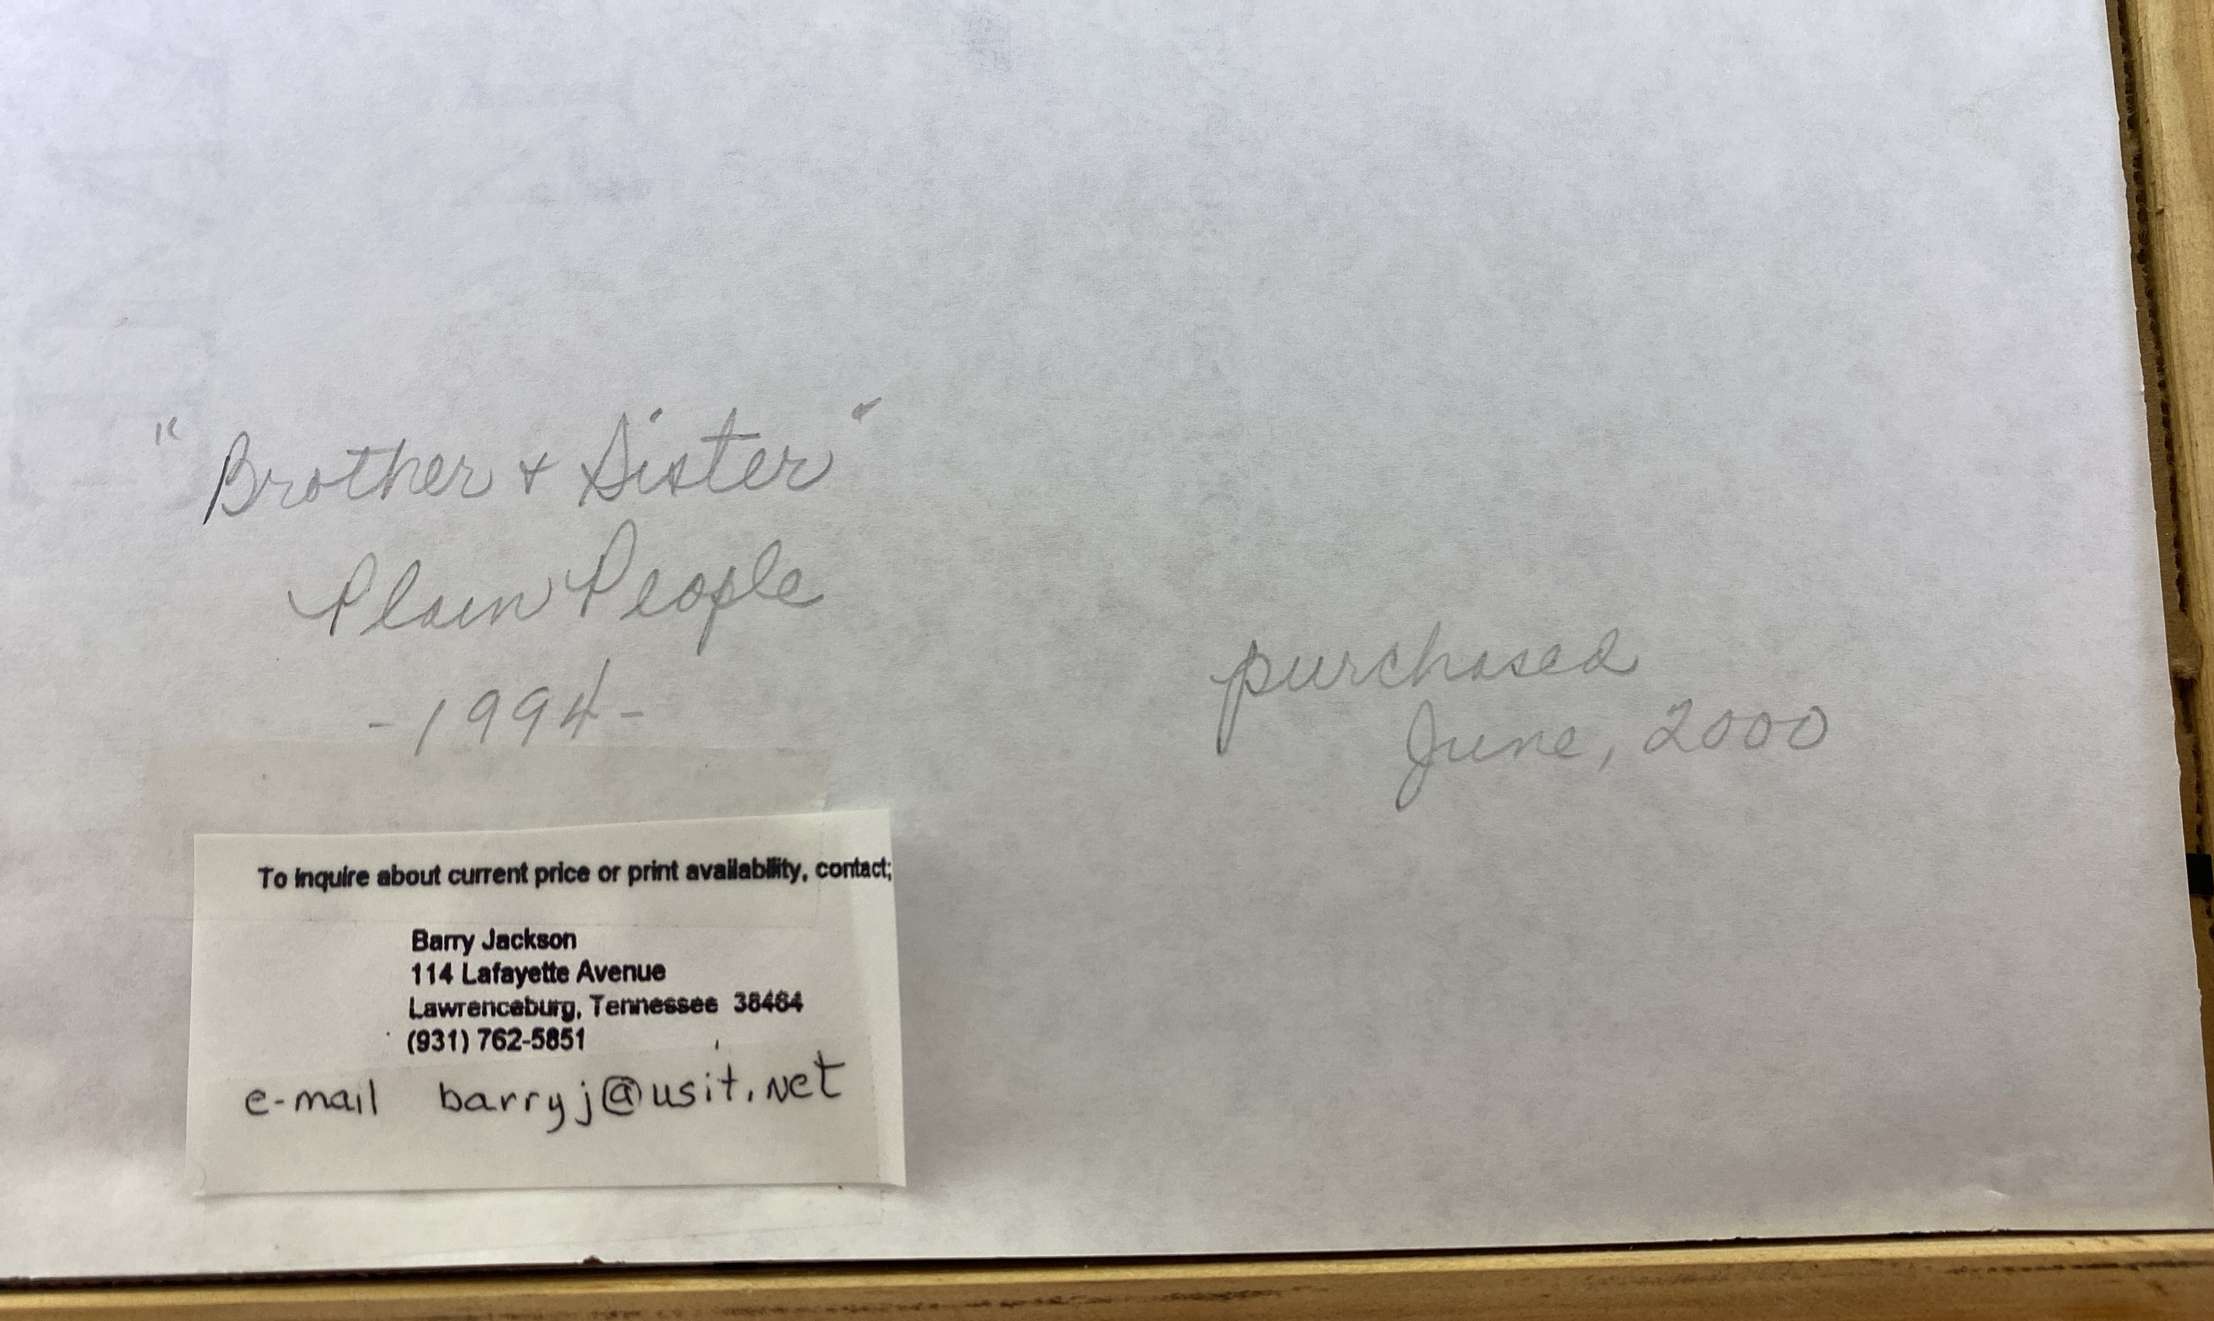 "Brother + Sister"
Plain People
-1994-
purchased
June, 2000
To inquire about current price or print availability, contact;
Barry Jackson
114 Lafayette Avenue
Lawrenceburg, Tennessee 38464
(931) 762-5851
e-mail barryj@usit.net